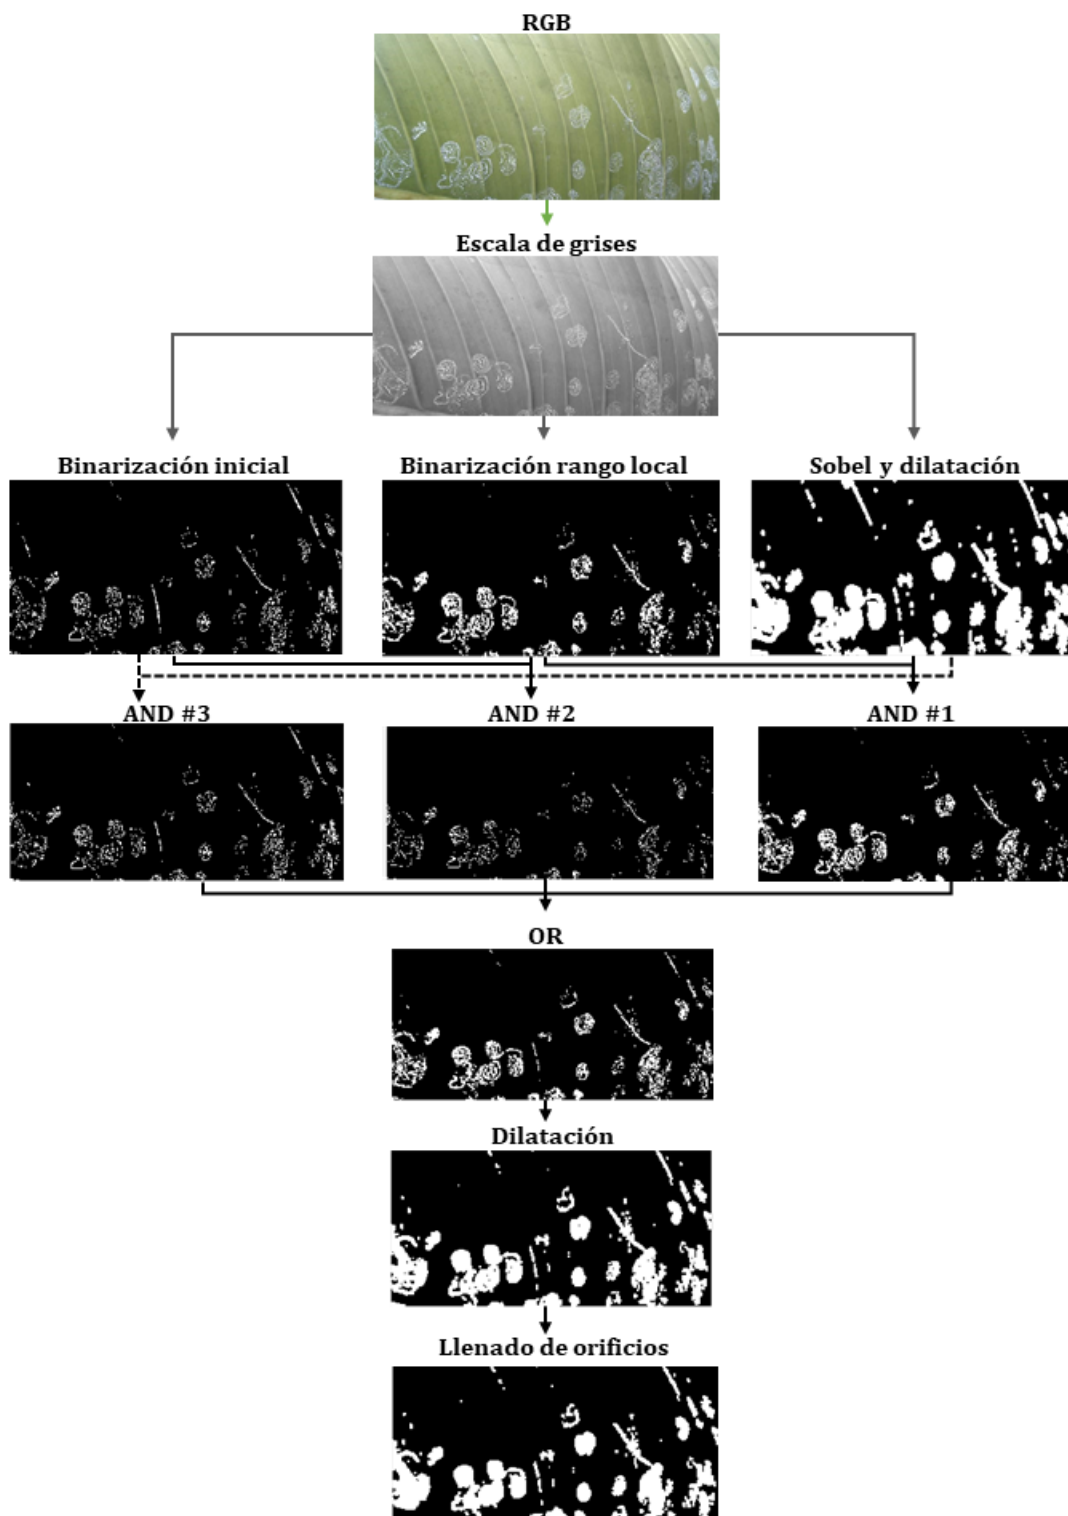 RGB
Escala de grises
Binarización inicial
Binarización rango local
Sobel y dilatación
AND #3
AND #2
AND #1
OR
Dilatación
Llenado de orificios